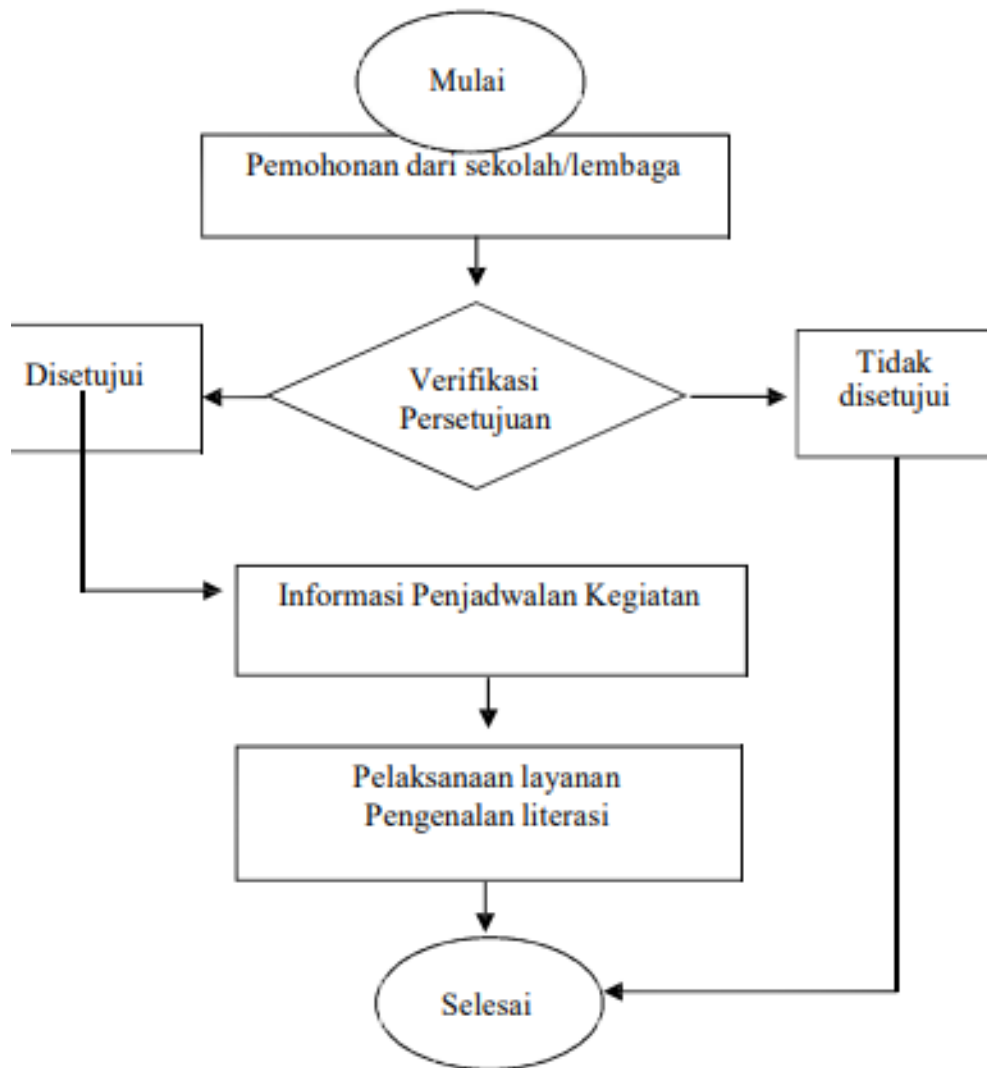 Mulai
Pemohonan dari sekolah/lembaga
Disetujui
Verifikasi
Persetujuan
Tidak
disetujui
Informasi Penjadwalan Kegiatan
Pelaksanaan layanan
Pengenalan literasi
Selesai